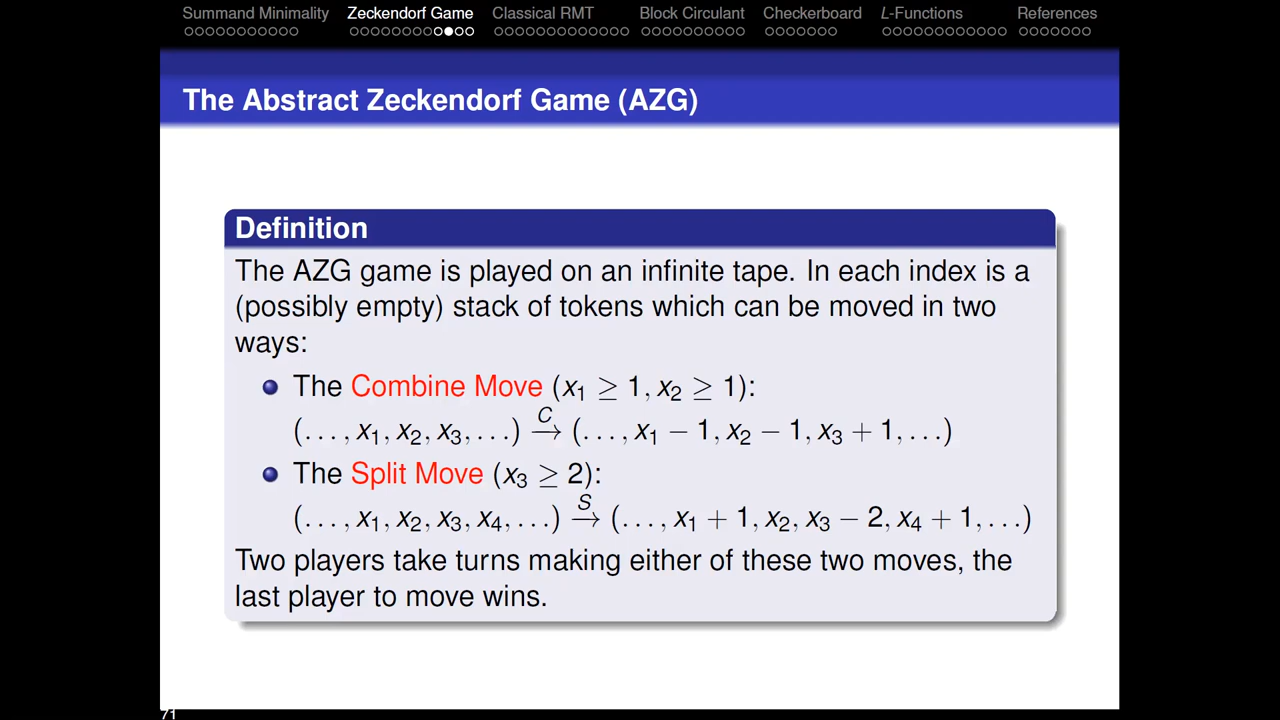 Summand Minimality Zeckendorf Game Classical RMT Block Circulant Checkerboard L-Functions References
The Abstract Zeckendorf Game (AZG)
Definition
The AZG game is played on an infinite tape. In each index is a
(possibly empty) stack of tokens which can be moved in two
ways:
The Combine Move (x₁ ≥ 1, x₂ ≥ 1):
(..., x₁, x₂, x₃, ...) →ᶜ (..., x₁ − 1, x₂ − 1, x₃ + 1, ...)
The Split Move (x₃ ≥ 2):
(..., x₁, x₂, x₃, x₄, ...) →ˢ (..., x₁ + 1, x₂, x₃ − 2, x₄ + 1, ...)
Two players take turns making either of these two moves, the
last player to move wins.
71